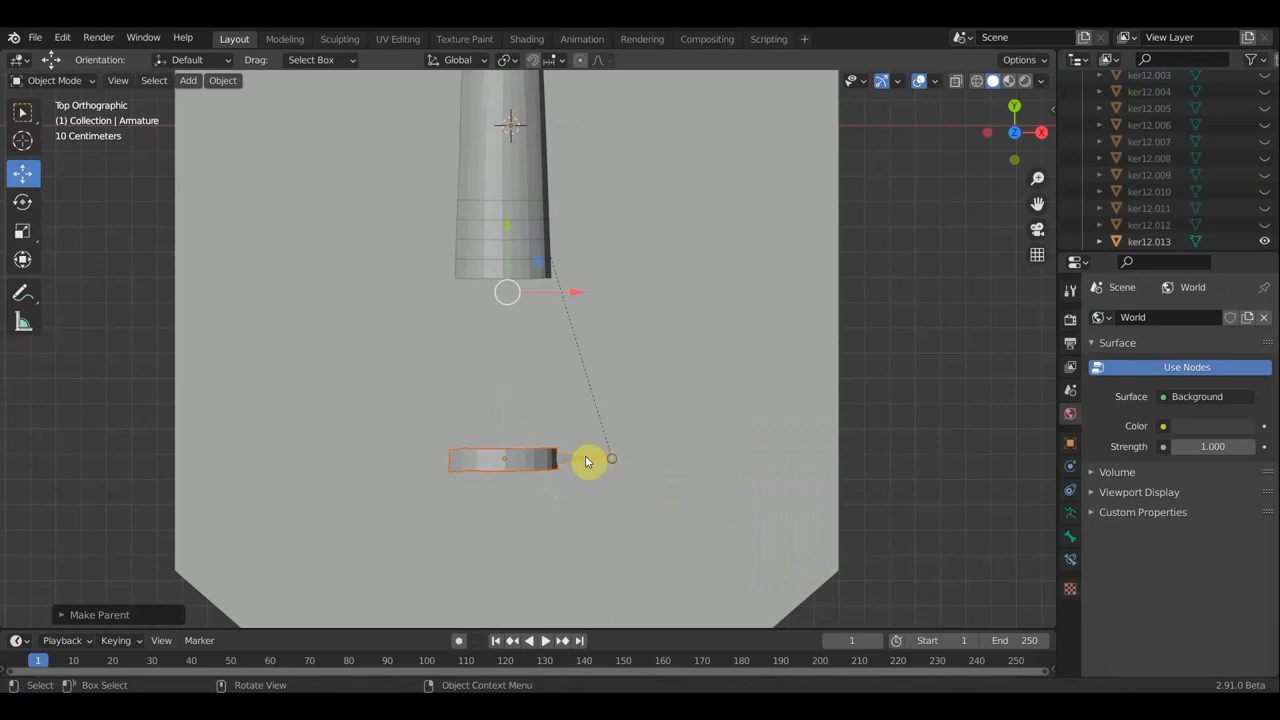 File Edit Render Window Help Layout Modeling Sculpting UV Editing Texture Paint Shading Animation Rendering Compositing Scripting + Scene View Layer
Orientation: Default Drag: Select Box Global Options
Object Mode View Select Add Object
Top Orthographic
(1) Collection | Armature
10 Centimeters
Y
Z
X
ker12.003
ker12.004
ker12.005
ker12.006
ker12.007
ker12.008
ker12.009
ker12.010
ker12.011
ker12.012
ker12.013
Scene World
World
Surface
Use Nodes
Surface Background
Color
Strength 1.000
Volume
Viewport Display
Custom Properties
Make Parent
Playback Keying View Marker 1 Start 1 End 250
1 10 20 30 40 50 60 70 80 90 100 110 120 130 140 150 160 170 180 190 200 210 220 230 240 250
Select Box Select Rotate View Object Context Menu 2.91.0 Beta